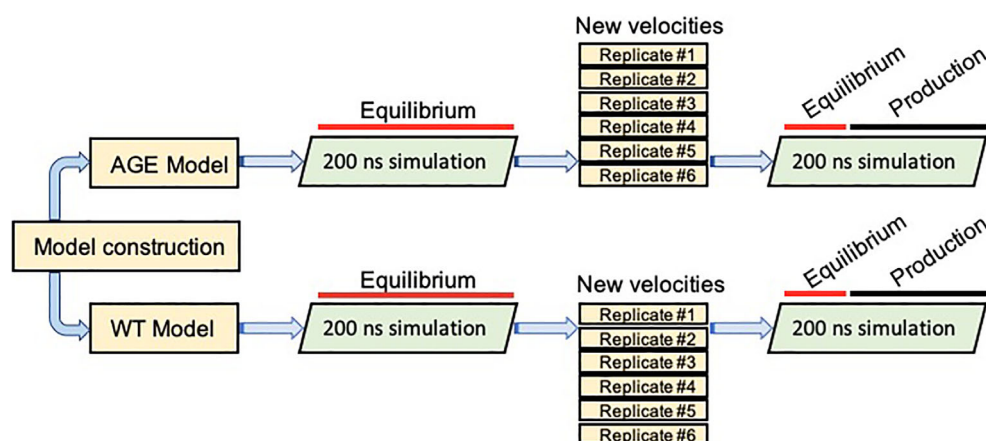 New velocities
Replicate #1
Replicate #2
Replicate #3
Replicate #4
Replicate #5
Replicate #6
Equilibrium
Equilibrium
Production
AGE Model
200 ns simulation
200 ns simulation
Model construction
Equilibrium
New velocities
Equilibrium
Production
WT Model
200 ns simulation
Replicate #1
Replicate #2
Replicate #3
Replicate #4
Replicate #5
Replicate #6
200 ns simulation